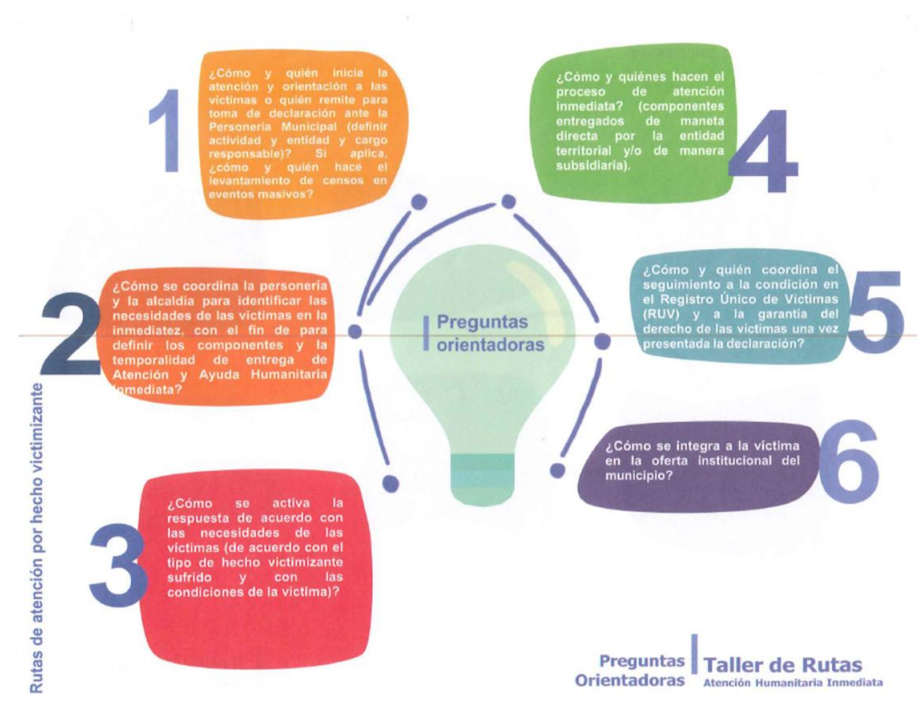 1
¿Cómo y quién inicia la
atención y orientación a las
víctimas o quién remite para
toma de declaración ante la
Personería Municipal (definir
actividad y entidad y cargo
responsable)? Si aplica,
¿cómo y quién hace el
levantamiento de censos en
eventos masivos?
2
¿Cómo se coordina la personería
y la alcaldía para identificar las
necesidades de las víctimas en la
inmediatez, con el fin de para
definir los componentes y la
temporalidad de entrega de
Atención y Ayuda Humanitaria
nmediata?
3
¿Cómo se activa la
respuesta de acuerdo con
las necesidades de las
víctimas (de acuerdo con el
tipo de hecho victimizante
sufrido y con las
condiciones de la víctima)?
Preguntas
orientadoras
4
¿Cómo y quiénes hacen el
proceso de atención
inmediata? (componentes
entregados de maneta
directa por la entidad
territorial y/o de manera
subsidiaria).
5
¿Cómo y quién coordina el
seguimiento a la condición en
el Registro Único de Víctimas
(RUV) y a la garantía del
derecho de las víctimas una vez
presentada la declaración?
6
¿Cómo se integra a la víctima
en la oferta institucional del
municipio?
Rutas de atención por hecho victimizante
Preguntas
Orientadoras
Taller de Rutas
Atención Humanitaria Inmediata